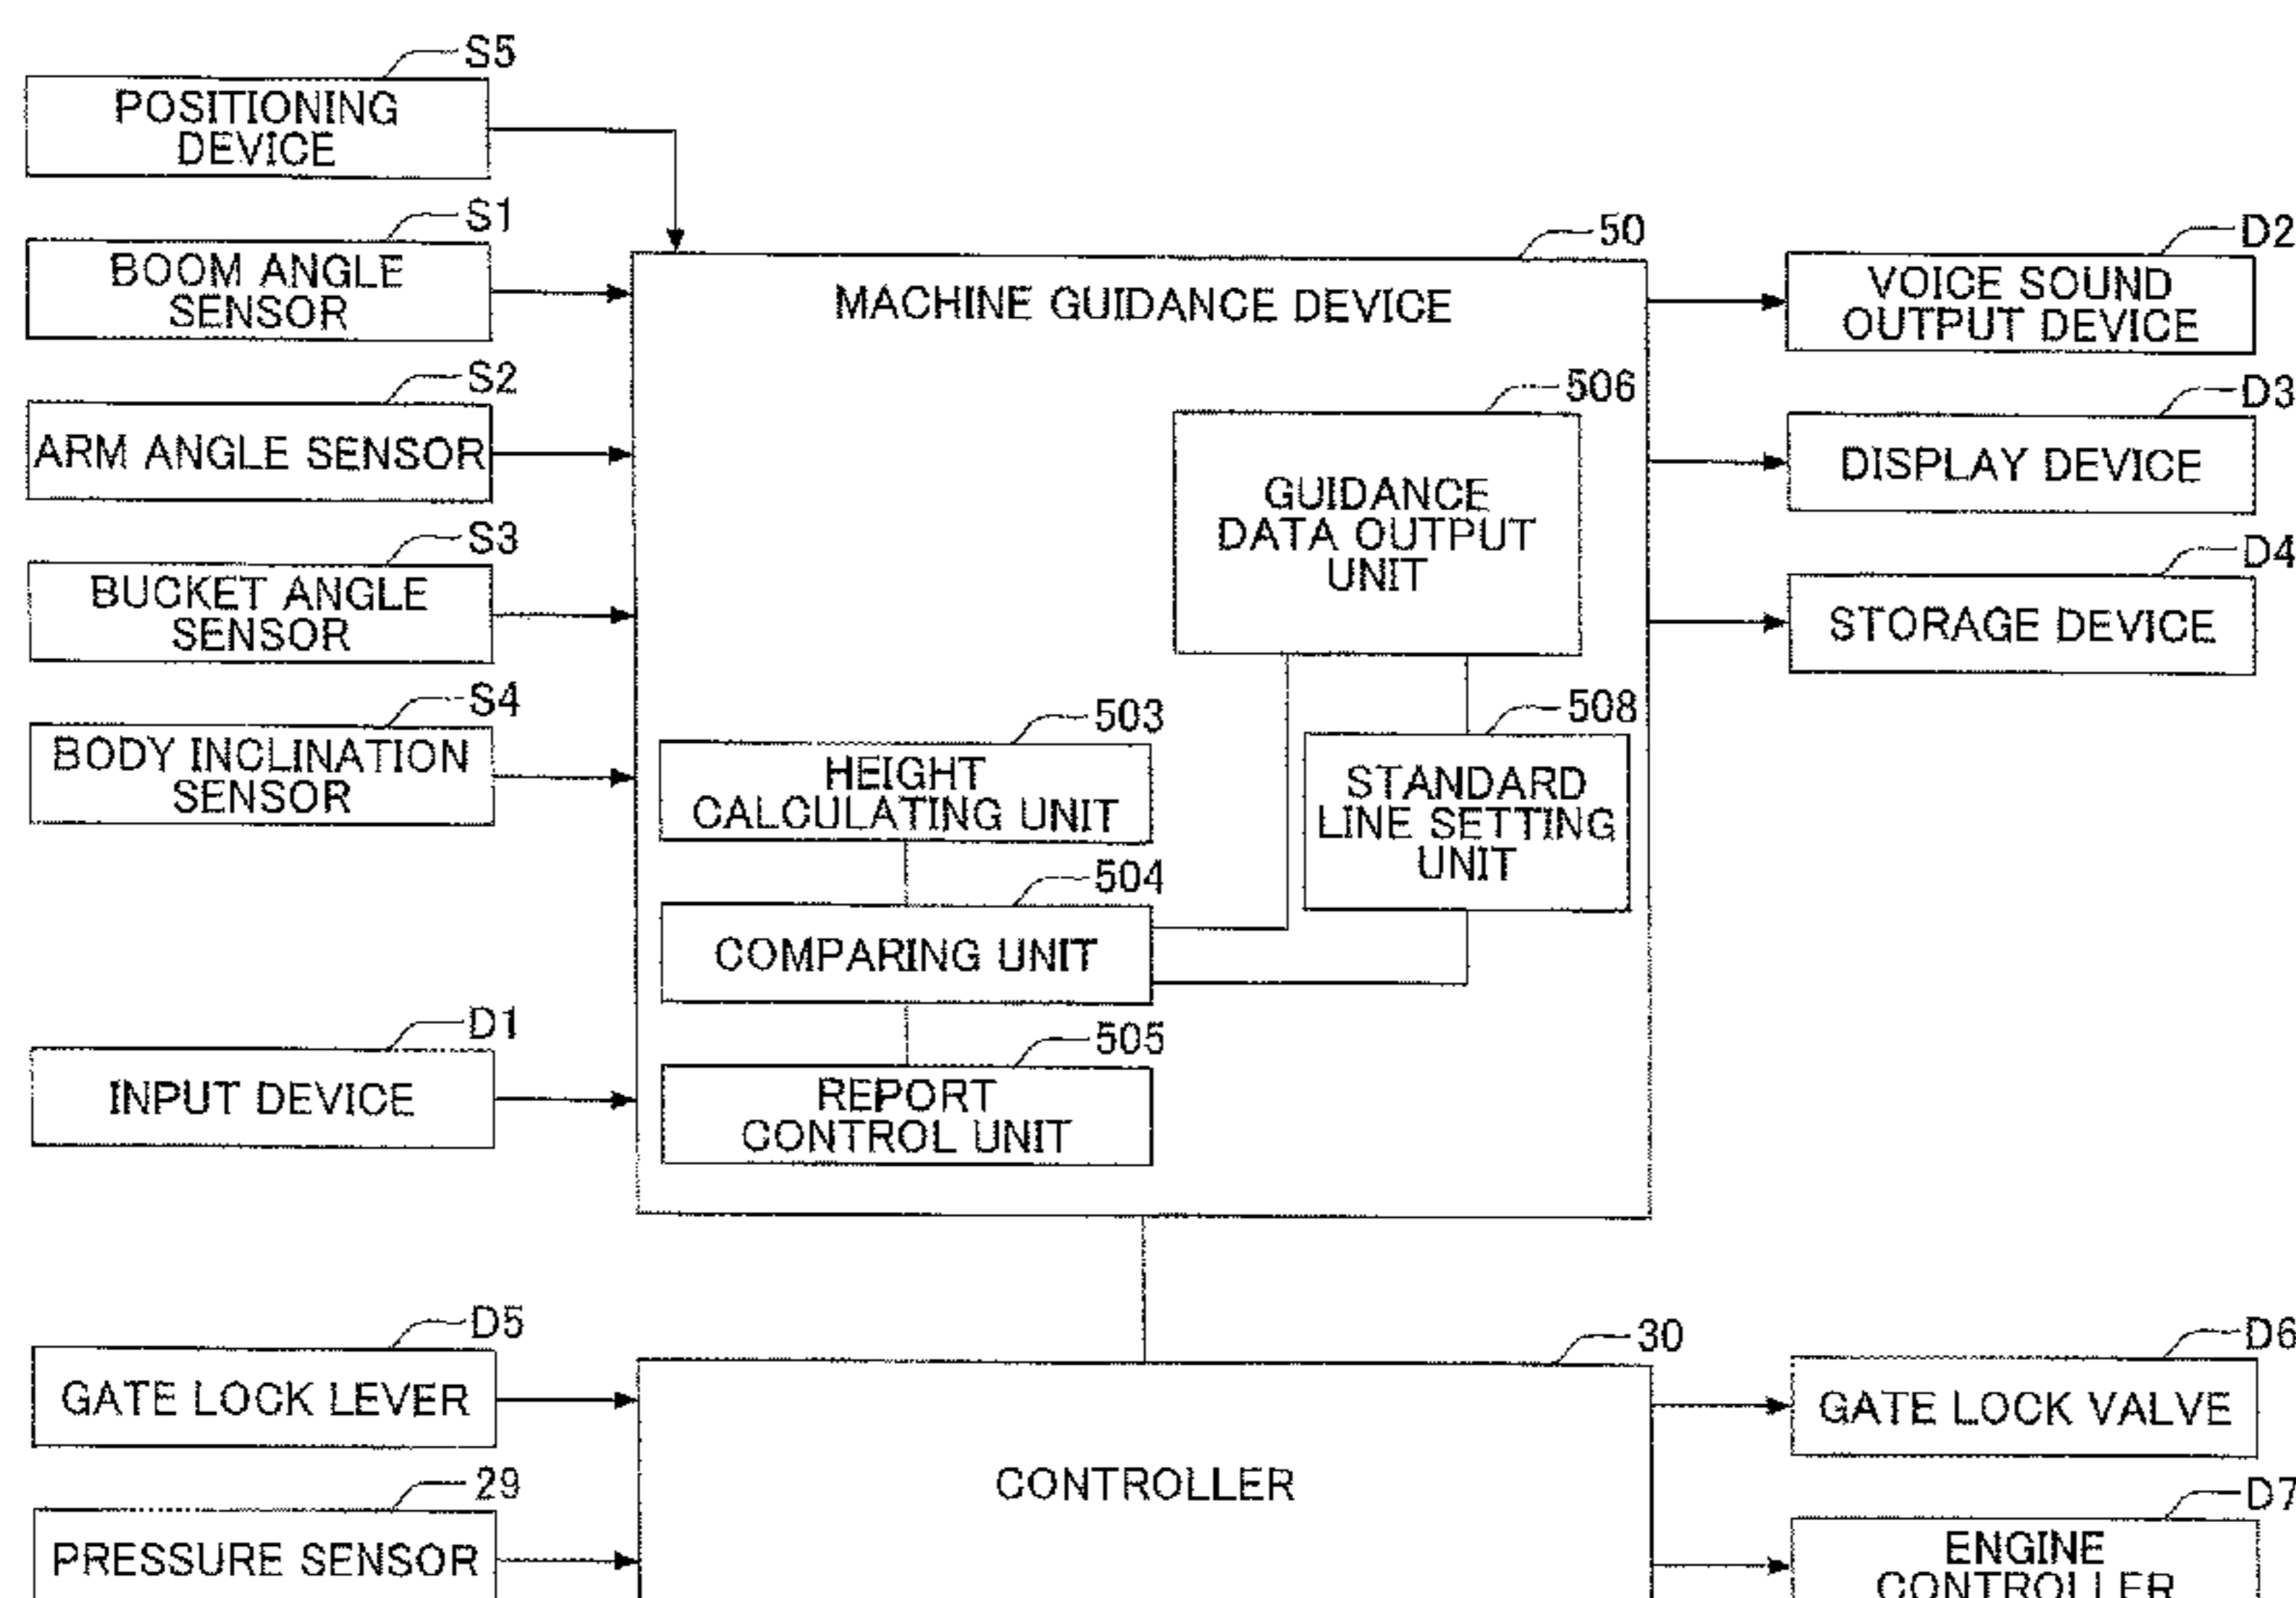 S5
POSITIONING
DEVICE
S1
BOOM ANGLE
SENSOR
S2
ARM ANGLE SENSOR
S3
BUCKET ANGLE
SENSOR
S4
BODY INCLINATION
SENSOR
D1
INPUT DEVICE
50
MACHINE GUIDANCE DEVICE
506
GUIDANCE
DATA OUTPUT
UNIT
503
HEIGHT
CALCULATING UNIT
508
STANDARD
LINE SETTING
UNIT
504
COMPARING UNIT
505
REPORT
CONTROL UNIT
D2
VOICE SOUND
OUTPUT DEVICE
D3
DISPLAY DEVICE
D4
STORAGE DEVICE
D5
GATE LOCK LEVER
29
PRESSURE SENSOR
30
CONTROLLER
D6
GATE LOCK VALVE
D7
ENGINE
CONTROLLER